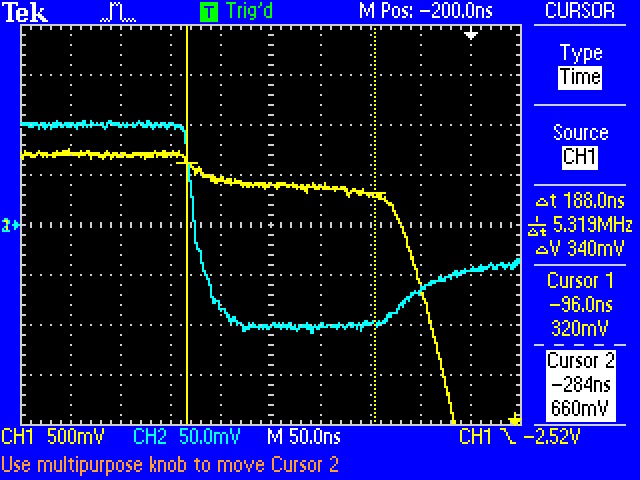 Tek T Trig'd M Pos: -200.0ns CURSOR
Type
Time
Source
CH1
Δt 188.0ns
1/Δt 5.319MHz
ΔV 340mV
Cursor 1
-96.0ns
320mV
Cursor 2
-284ns
660mV
2
CH1 500mV CH2 50.0mV M 50.0ns CH1 -2.52V
Use multipurpose knob to move Cursor 2